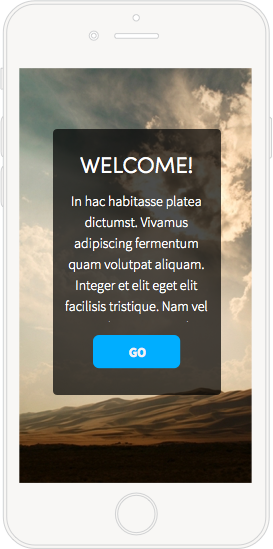 WELCOME!
In hac habitasse platea
dictumst. Vivamus
adipiscing fermentum
quam volutpat aliquam.
Integer et elit eget elit
facilisis tristique. Nam vel
GO